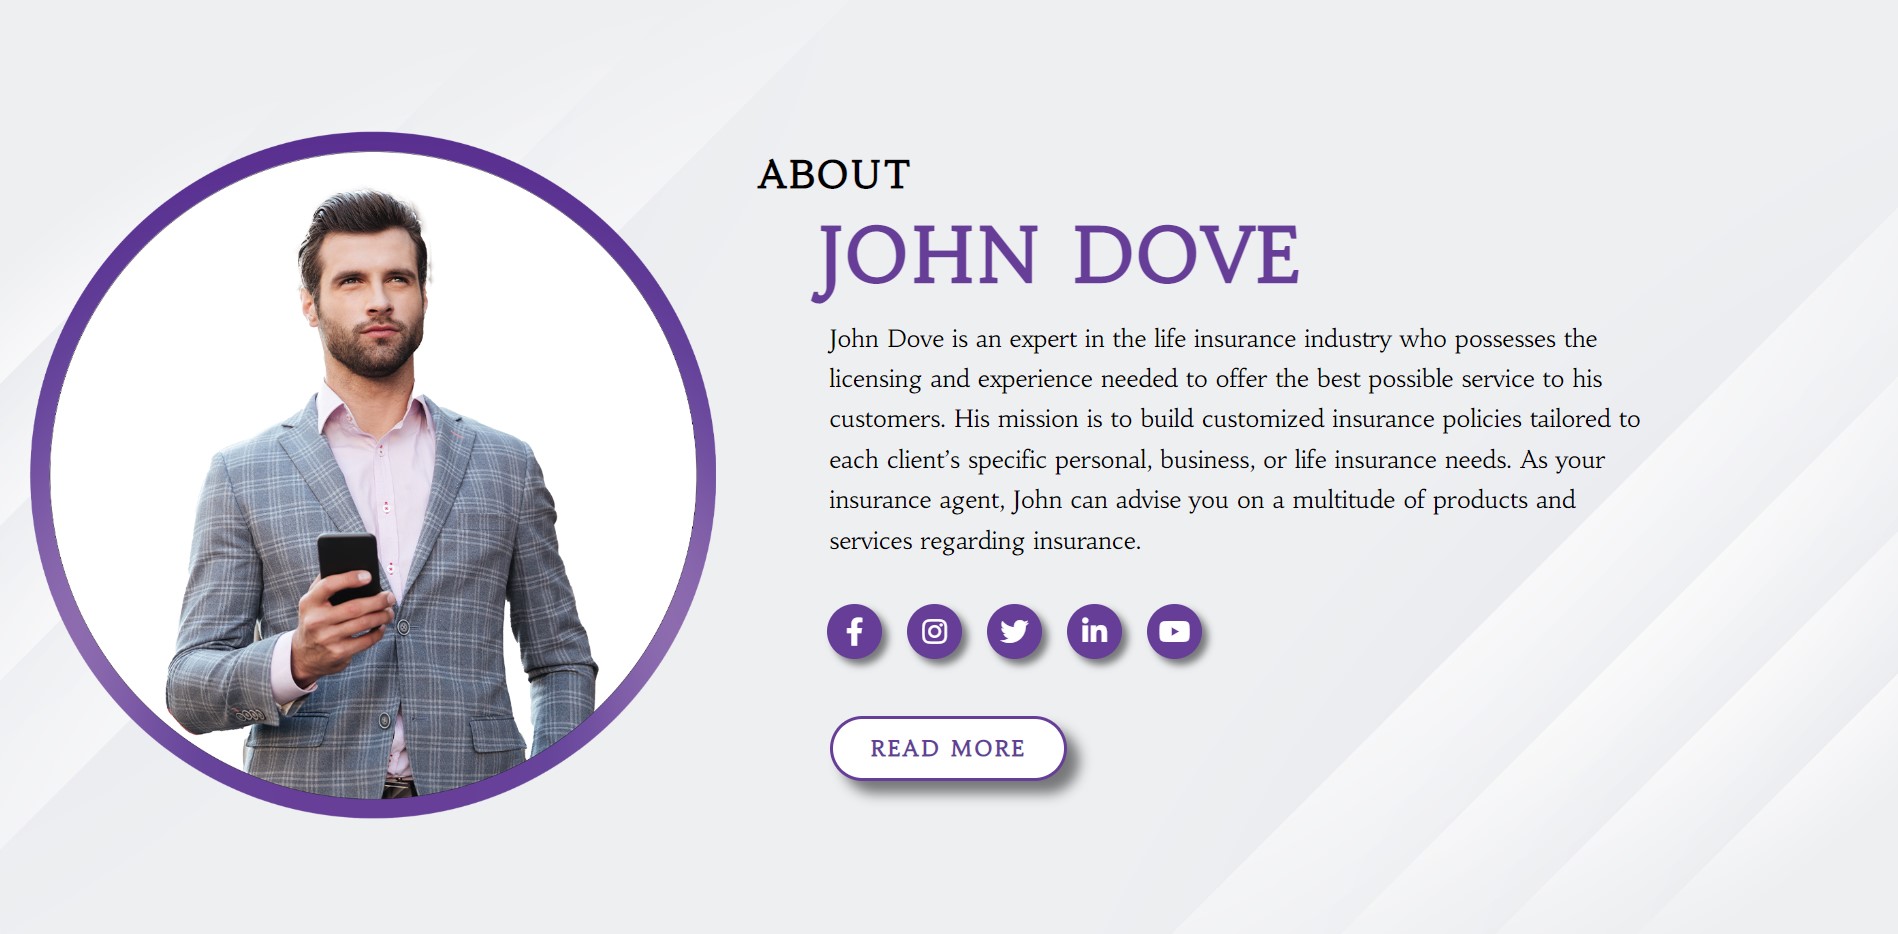 ABOUT
JOHN DOVE
John Dove is an expert in the life insurance industry who possesses the
licensing and experience needed to offer the best possible service to his
customers. His mission is to build customized insurance policies tailored to
each client’s specific personal, business, or life insurance needs. As your
insurance agent, John can advise you on a multitude of products and
services regarding insurance.
READ MORE